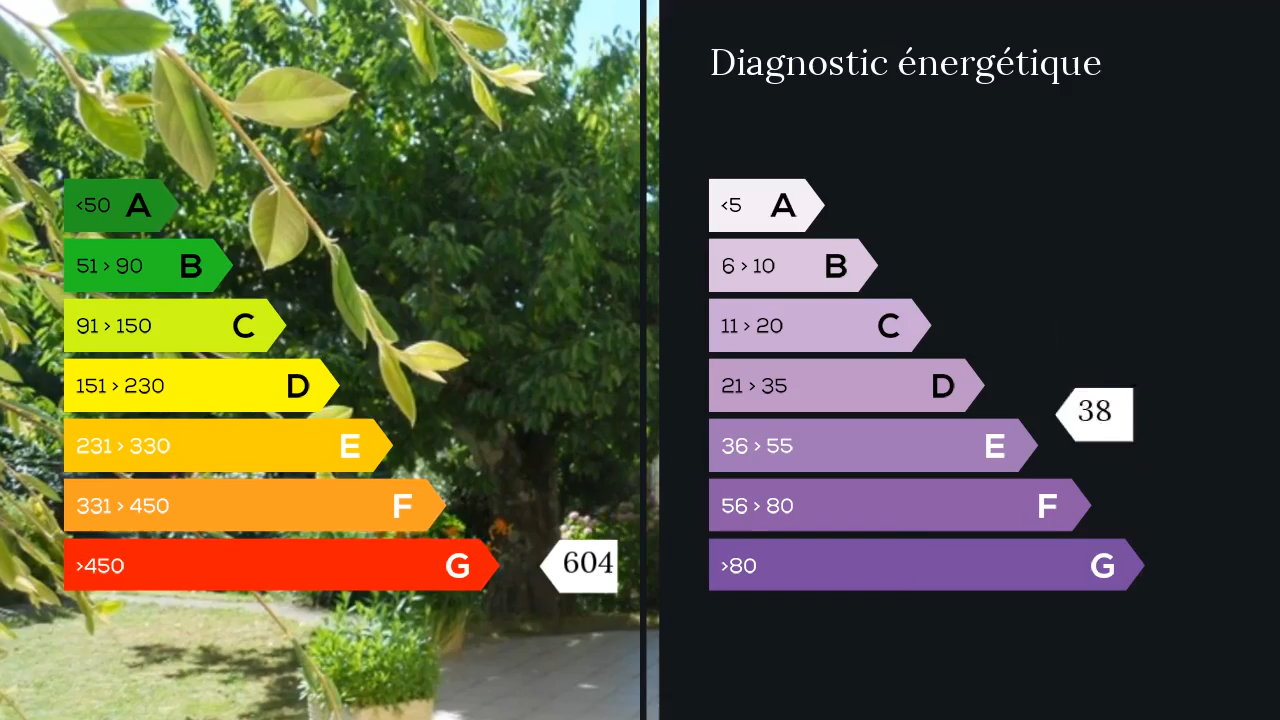 Diagnostic énergétique
<50 A
51 > 90 B
91 > 150 C
151 > 230 D
231 > 330 E
331 > 450 F
>450 G
604
<5 A
6 > 10 B
11 > 20 C
21 > 35 D
38
36 > 55 E
56 > 80 F
>80 G